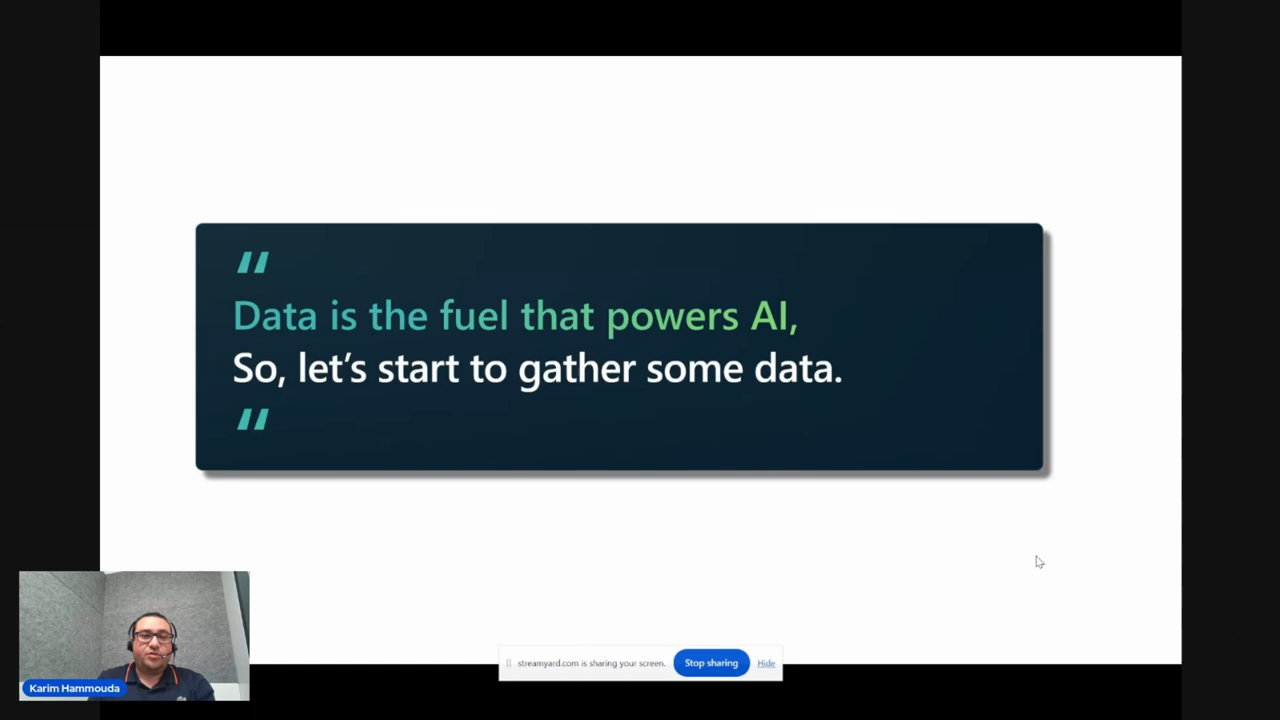 “
Data is the fuel that powers AI,
So, let’s start to gather some data.
“
Karim Hammouda
streamyard.com is sharing your screen. Stop sharing Hide